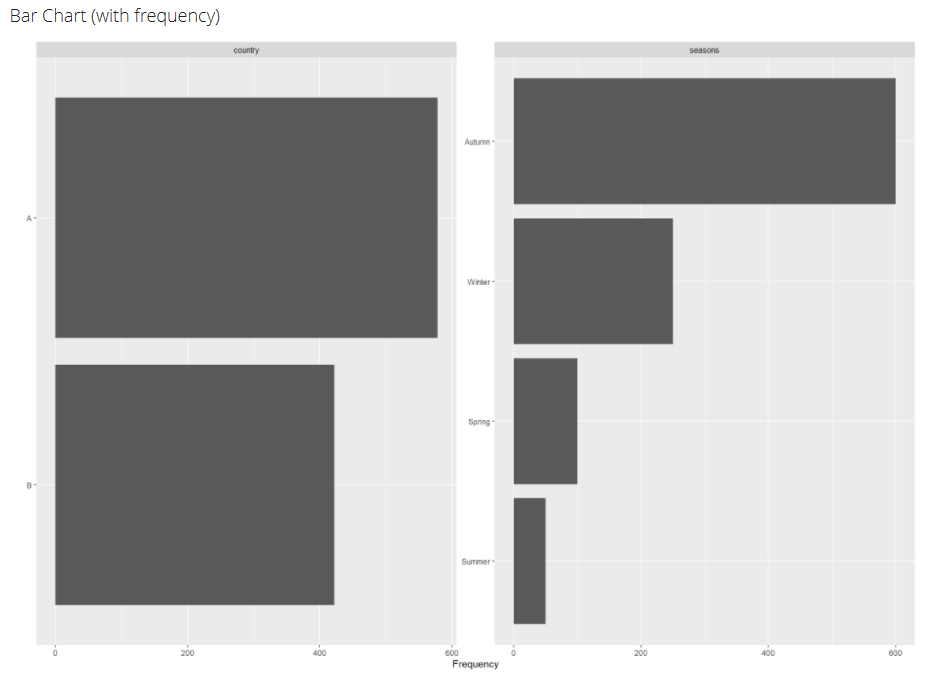 Bar Chart (with frequency)
country
A
B
0 200 400 600
seasons
Autumn
Winter
Spring
Summer
0 200 400 600
Frequency